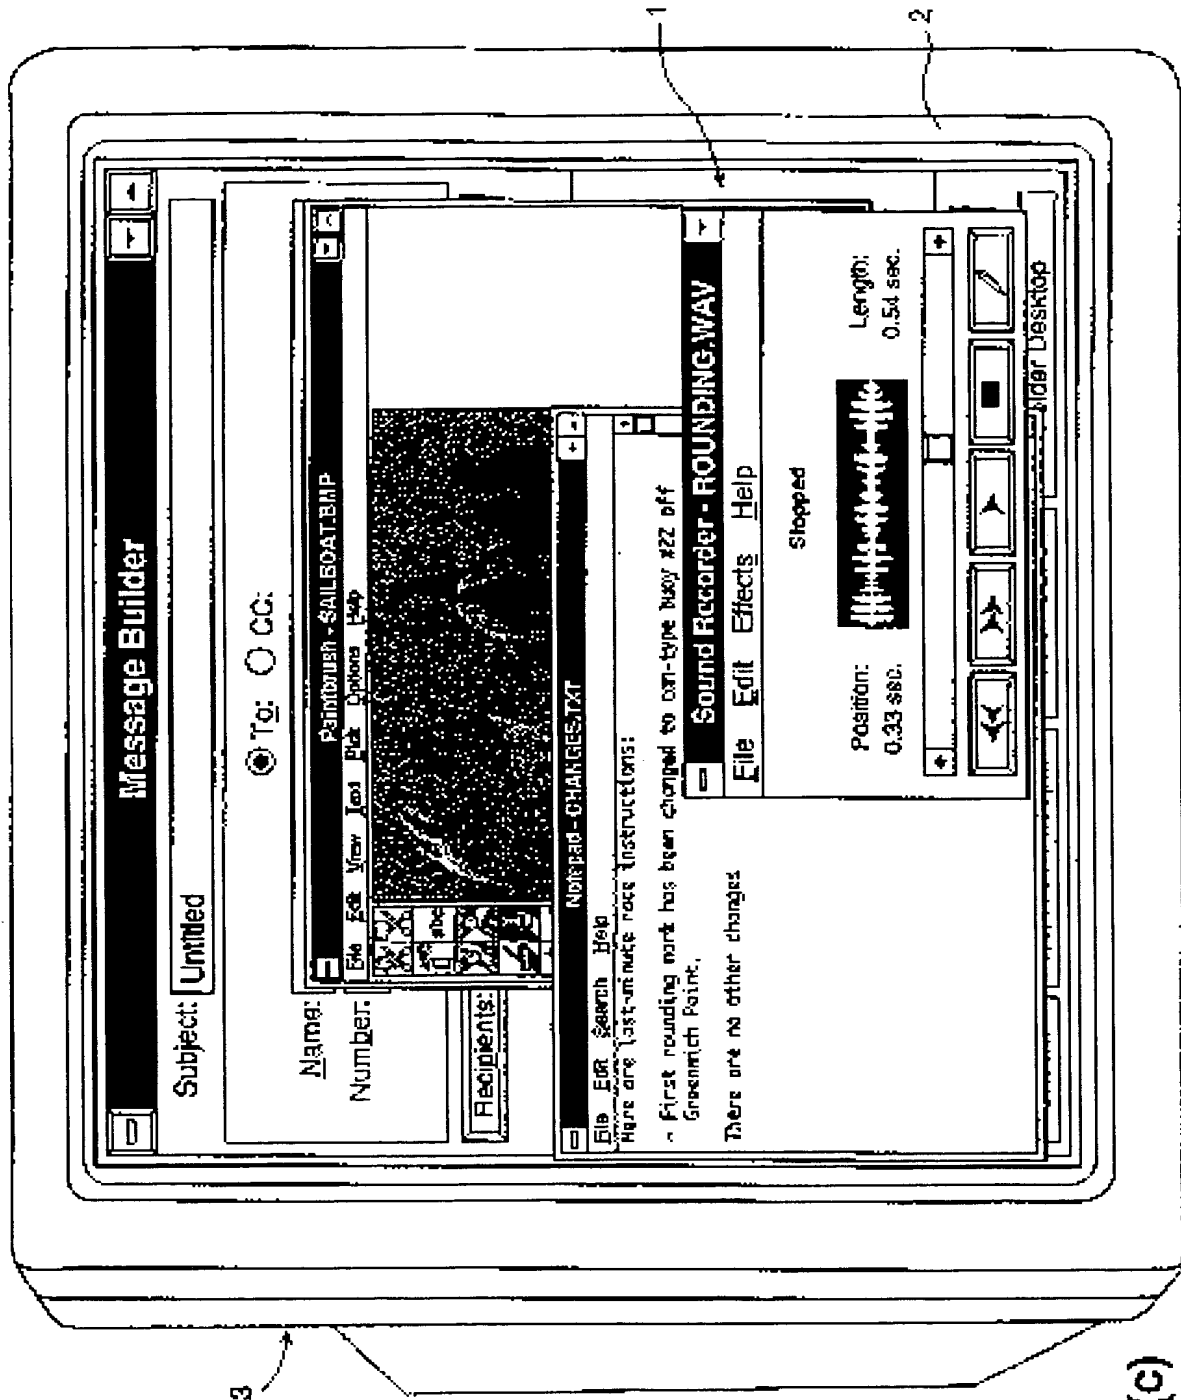 1
2
3
Message Builder
Subject: Untitled
To: CC:
Name:
Number:
Recipients:
Paintbrush - SAILBOAT.BMP
File Edit View Text Pick Options Help
abc
Notepad - CHANGES.TXT
File Edit Search Help
Here are last-minute race instructions:
- First rounding mark has been changed to can-type buoy #22 off
Greenwich Point.
There are no other changes
Sound Recorder - ROUNDING.WAV
File Edit Effects Help
Stopped
Position:
0.33 sec.
Length:
0.54 sec.
Desktop
(c)